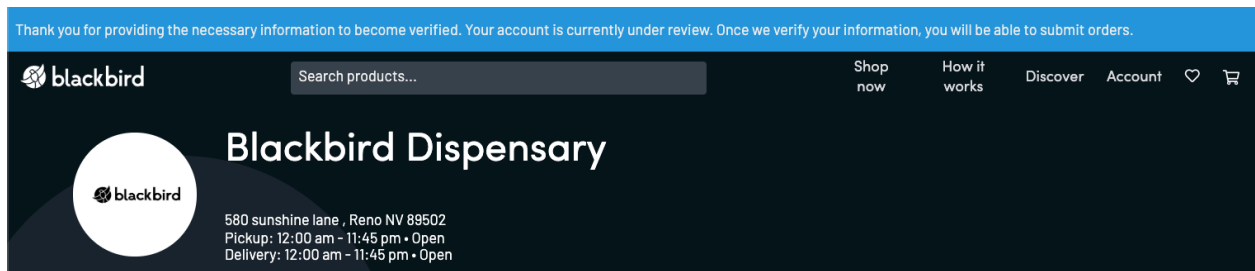 Thank you for providing the necessary information to become verified. Your account is currently under review. Once we verify your information, you will be able to submit orders.
blackbird
Search products...
Shop now
How it works
Discover
Account
Blackbird Dispensary
blackbird
580 sunshine lane , Reno NV 89502
Pickup: 12:00 am - 11:45 pm • Open
Delivery: 12:00 am - 11:45 pm • Open